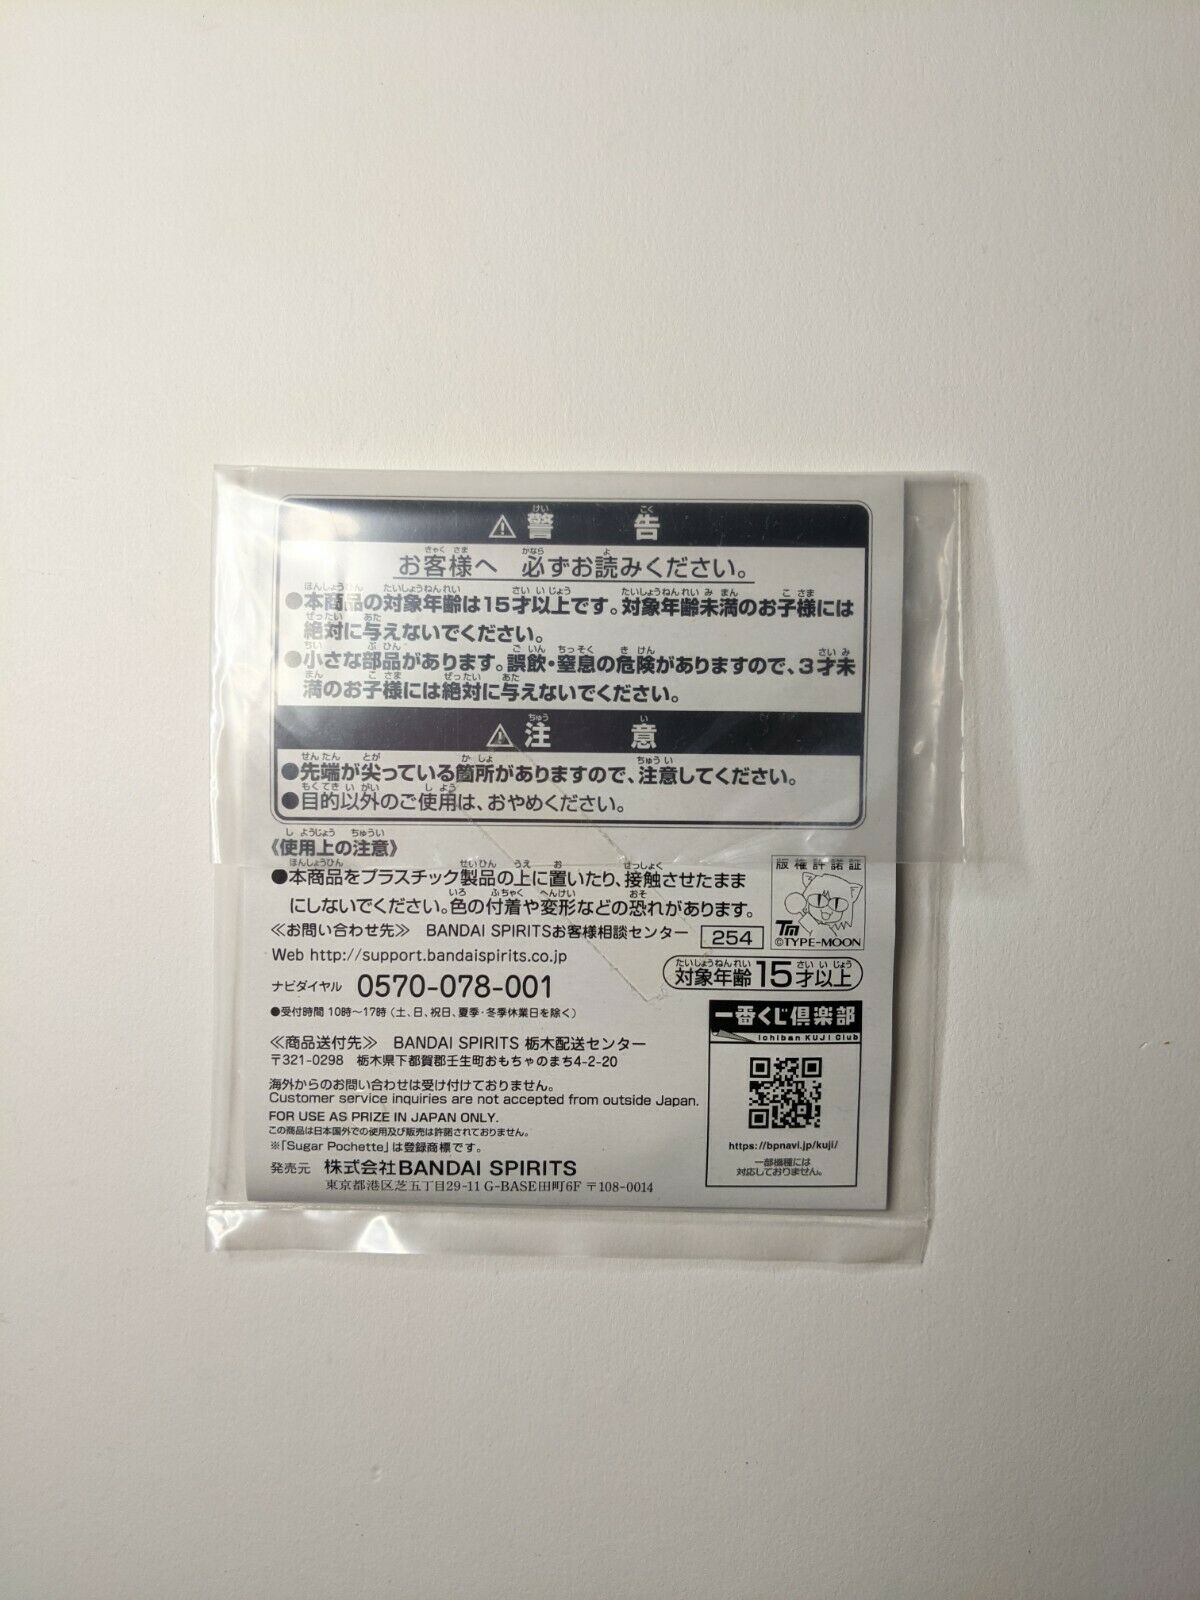 ⚠ 警告
お客様へ 必ずお読みください。
●本商品の対象年齢は15才以上です。対象年齢未満のお子様には
絶対に与えないでください。
●小さな部品があります。誤飲・窒息の危険がありますので、3才未
満のお子様には絶対に与えないでください。
⚠ 注意
●先端が尖っている箇所がありますので、注意してください。
●目的以外のご使用は、おやめください。
《使用上の注意》
●本商品をプラスチック製品の上に置いたり、接触させたまま
にしないでください。色の付着や変形などの恐れがあります。
≪お問い合わせ先≫ BANDAI SPIRITSお客様相談センター 254
Web http://support.bandaispirits.co.jp
ナビダイヤル 0570-078-001
●受付時間 10時〜17時(土、日、祝日、夏季・冬季休業日を除く)
≪商品送付先≫ BANDAI SPIRITS 栃木配送センター
〒321-0298 栃木県下都賀郡壬生町おもちゃのまち4-2-20
海外からのお問い合わせは受け付けておりません。
Customer service inquiries are not accepted from outside Japan.
FOR USE AS PRIZE IN JAPAN ONLY.
この商品は日本国外での使用及び販売は許諾されておりません。
※「Sugar Pochette」は登録商標です。
発売元 株式会社BANDAI SPIRITS
東京都港区芝五丁目29-11 G-BASE田町6F 〒108-0014
版権許諾証
TM
©TYPE-MOON
対象年齢15才以上
一番くじ倶楽部
Ichiban KUJI Club
https://bpnavi.jp/kuji/
一部機種には
対応しておりません。